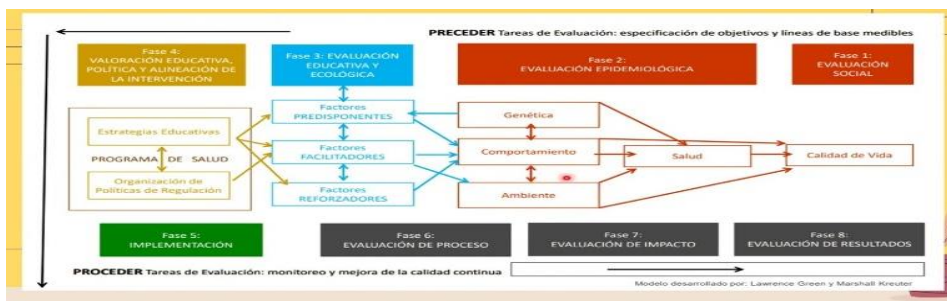 PRECEDER Tareas de Evaluación: especificación de objetivos y líneas de base medibles
Fase 4:
VALORACIÓN EDUCATIVA,
POLÍTICA Y ALINEACIÓN DE
LA INTERVENCIÓN
Fase 3: EVALUACIÓN
EDUCATIVA Y
ECOLÓGICA
Fase 2:
EVALUACIÓN EPIDEMIOLÓGICA
Fase 1:
EVALUACIÓN
SOCIAL
Estrategias Educativas
PROGRAMA DE SALUD
Organización de
Políticas de Regulación
Factores
PREDISPONENTES
Factores
FACILITADORES
Factores
REFORZADORES
Genética
Comportamiento
Ambiente
Salud
Calidad de Vida
Fase 5:
IMPLEMENTACIÓN
Fase 6:
EVALUACIÓN DE PROCESO
Fase 7:
EVALUACIÓN DE IMPACTO
Fase 8:
EVALUACIÓN DE RESULTADOS
PROCEDER Tareas de Evaluación: monitoreo y mejora de la calidad continua
Modelo desarrollado por: Lawrence Green y Marshall Kreuter